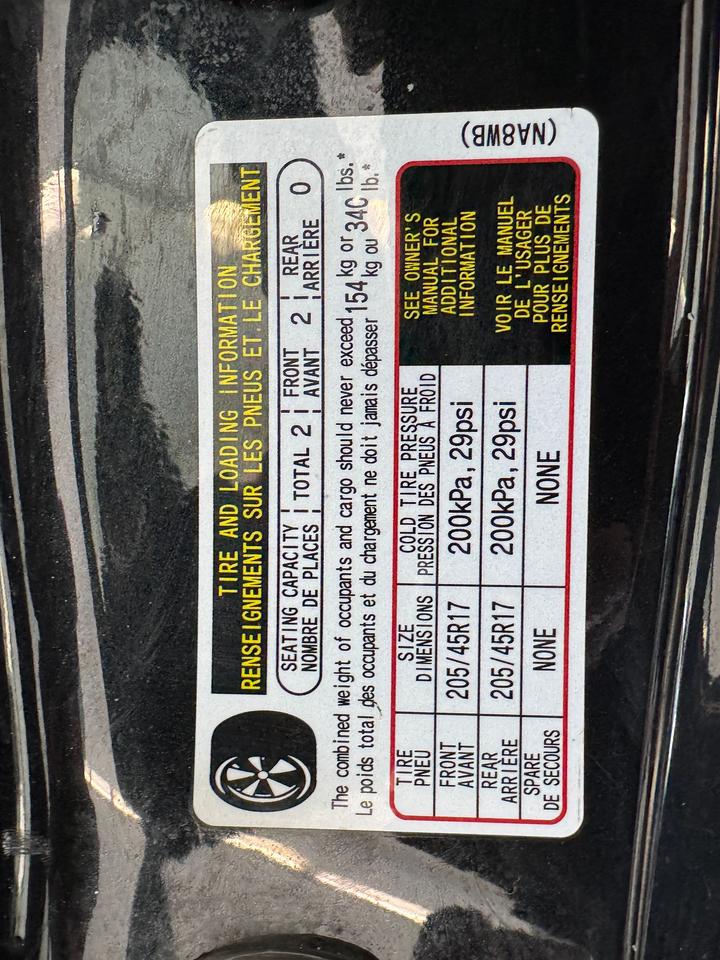 TIRE AND LOADING INFORMATION
RENSEIGNEMENTS SUR LES PNEUS ET LE CHARGEMENT
SEATING CAPACITY TOTAL 2 FRONT 2 REAR 0
NOMBRE DE PLACES AVANT ARRIÈRE
The combined weight of occupants and cargo should never exceed 154 kg or 340 lbs.*
Le poids total des occupants et du chargement ne doit jamais dépasser kg ou lb.*
TIRE SIZE COLD TIRE PRESSURE
PNEU DIMENSIONS PRESSION DES PNEUS À FROID
FRONT 205/45R17 200kPa, 29psi
AVANT
REAR 205/45R17 200kPa, 29psi
ARRIERE
SPARE NONE NONE
DE SECOURS
SEE OWNER'S
MANUAL FOR
ADDITIONAL
INFORMATION
VOIR LE MANUEL
DE L'USAGER
POUR PLUS DE
RENSEIGNEMENTS
(NA8WB)